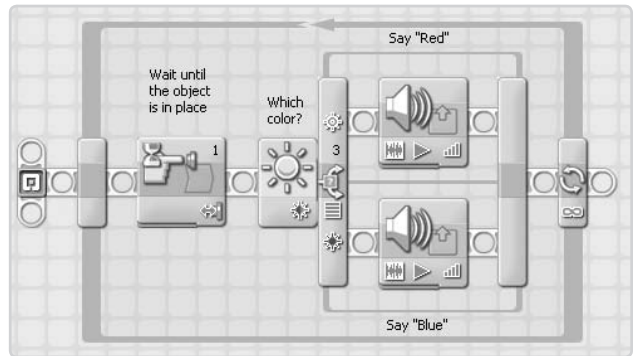 Say "Red"
Wait until
the object
is in place
Which
color?
1
3
Say "Blue"